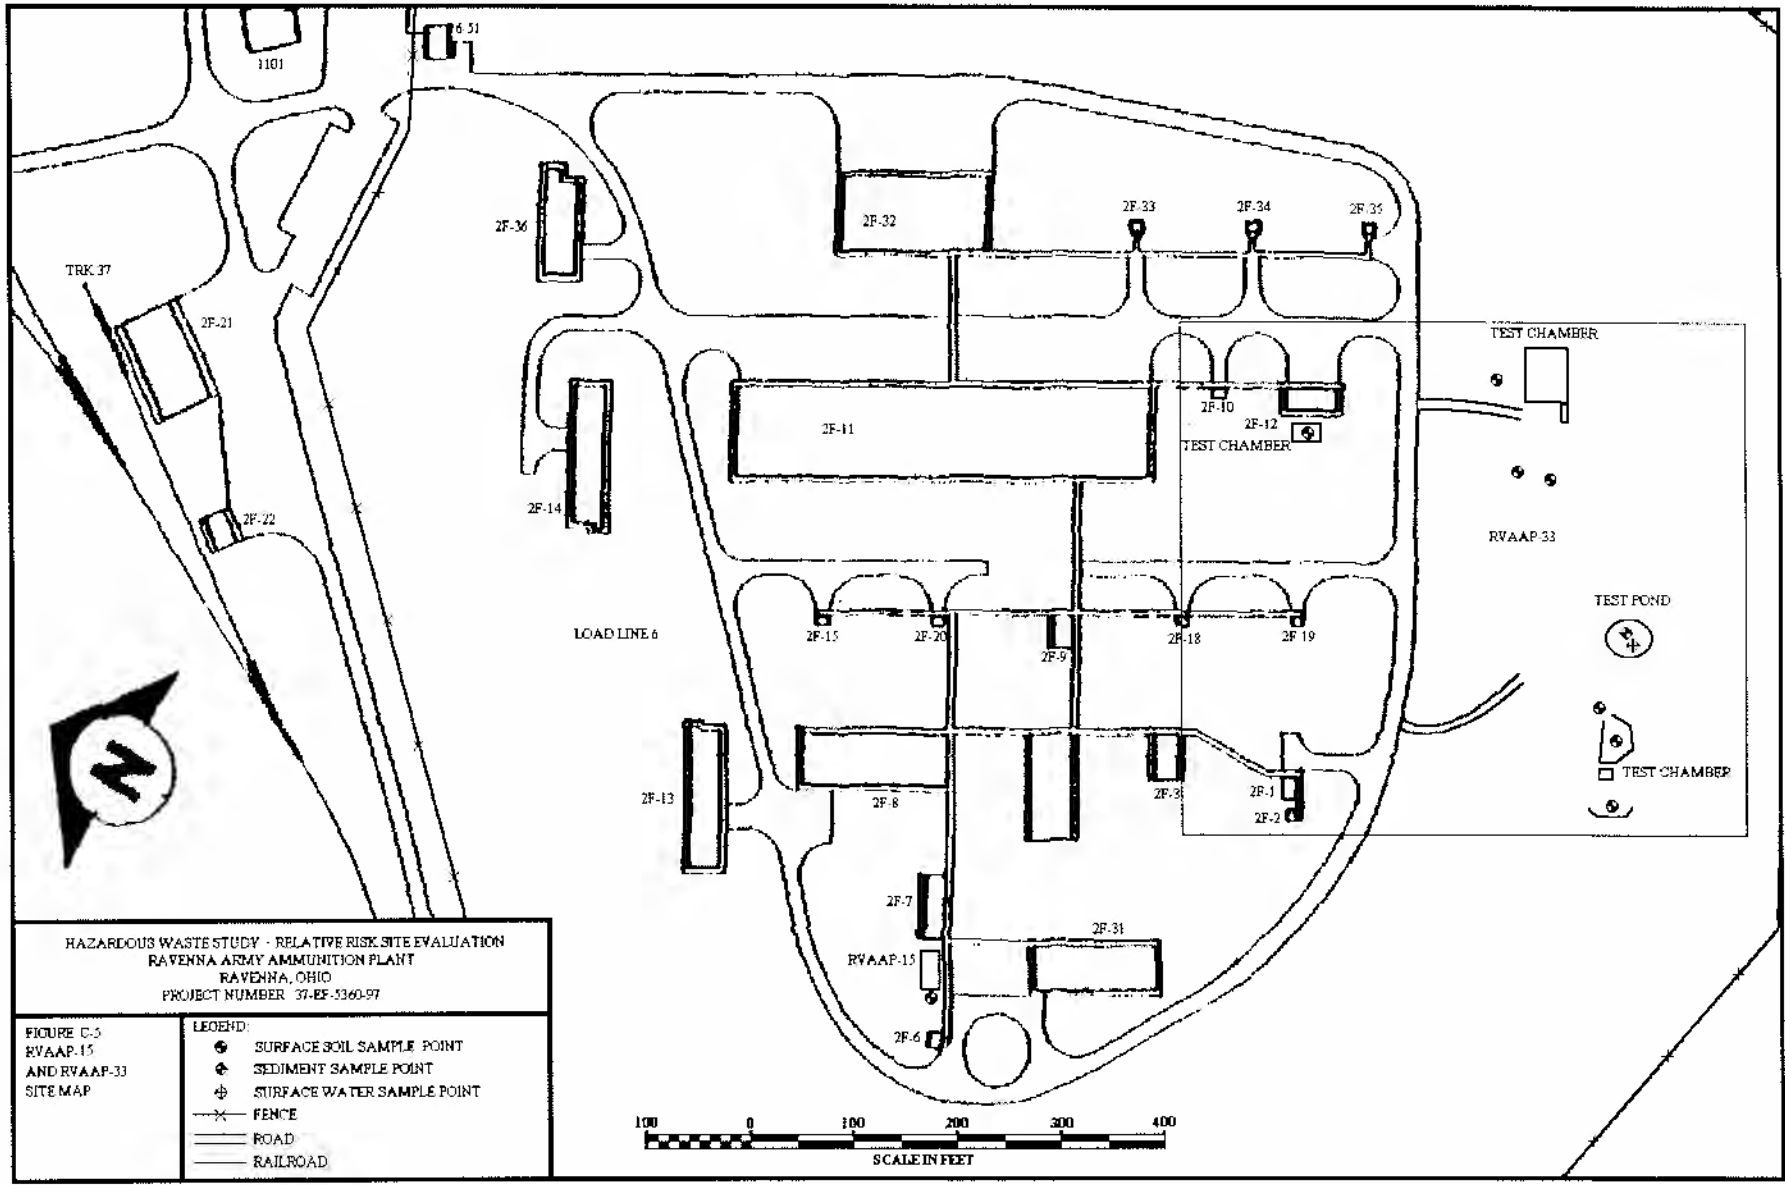 6-51
1101
2F-36
2F-32
2F-33
2F-34
2F-35
TRK 37
2F-21
TEST CHAMBER
2F-10
2F-12
TEST CHAMBER
2F-11
2F-14
2F-22
RVAAP-33
TEST POND
LOAD LINE 6
2F-15
2F-20
2F-9
2F-18
2F-19
N
2F-13
2F-8
2F-3
2F-1
2F-2
TEST CHAMBER
2F-7
2F-31
RVAAP-15
2F-6
HAZARDOUS WASTE STUDY - RELATIVE RISK SITE EVALUATION
RAVENNA ARMY AMMUNITION PLANT
RAVENNA, OHIO
PROJECT NUMBER 37-EF-5360-97
FIGURE C-5
RVAAP-15
AND RVAAP-33
SITE MAP
LEGEND:
SURFACE SOIL SAMPLE POINT
SEDIMENT SAMPLE POINT
SURFACE WATER SAMPLE POINT
FENCE
ROAD
RAILROAD
100 0 100 200 300 400
SCALE IN FEET